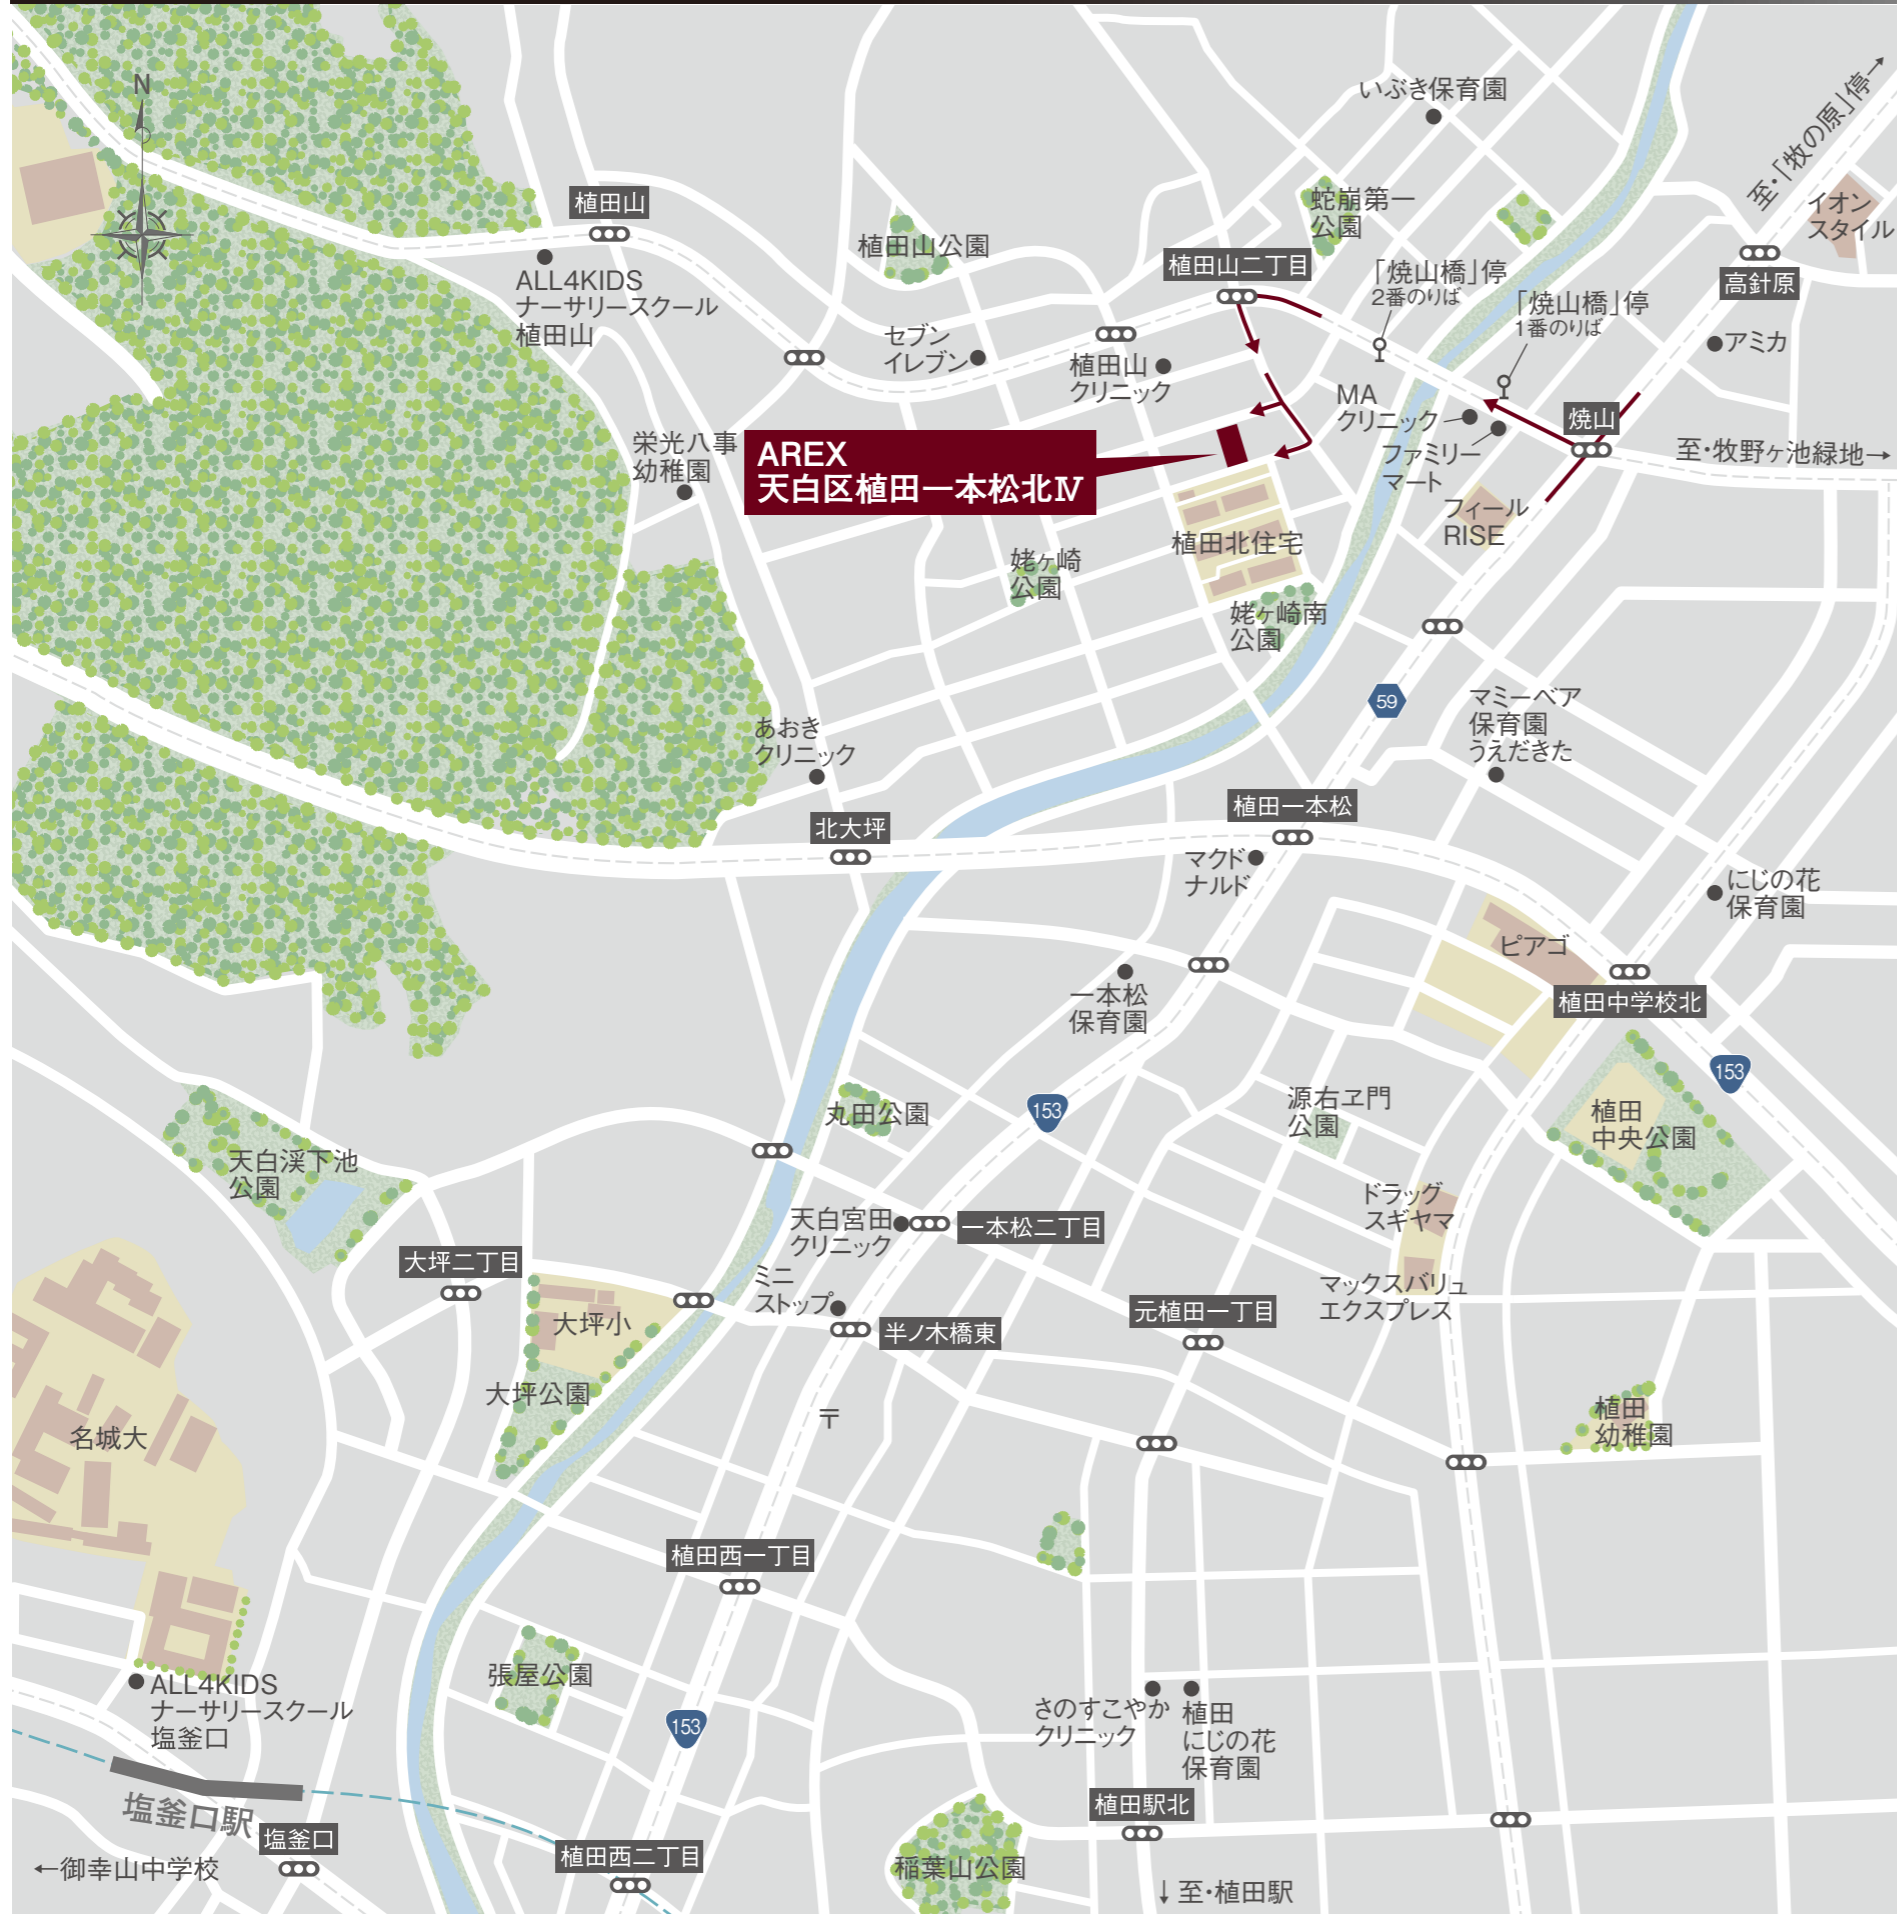 N
いぶき保育園
至・「牧の原」停→
イオン
スタイル
植田山
ALL4KIDS
ナーサリースクール
植田山
植田山公園
蛇崩第一
公園
植田山二丁目
「焼山橋」停
2番のりば
「焼山橋」停
1番のりば
高針原
アミカ
セブン
イレブン
植田山
クリニック
MA
クリニック
ファミリー
マート
焼山
至・牧野ヶ池緑地→
栄光八事
幼稚園
AREX
天白区植田一本松北Ⅳ
フィール
RISE
植田北住宅
姥ヶ崎
公園
姥ヶ崎南
公園
59
マミーベア
保育園
うえだきた
あおき
クリニック
北大坪
植田一本松
マクド
ナルド
にじの花
保育園
ピアゴ
一本松
保育園
植田中学校北
153
丸田公園
153
源右ヱ門
公園
植田
中央公園
天白渓下池
公園
ドラッグ
スギヤマ
天白宮田
クリニック
一本松二丁目
大坪二丁目
ミニ
ストップ
マックスバリュ
エクスプレス
大坪小
半ノ木橋東
元植田一丁目
大坪公園
〒
植田
幼稚園
名城大
植田西一丁目
張屋公園
ALL4KIDS
ナーサリースクール
塩釜口
153
さのすこやか
クリニック
植田
にじの花
保育園
塩釜口駅
塩釜口
植田駅北
植田西二丁目
←御幸山中学校
稲葉山公園
↓至・植田駅